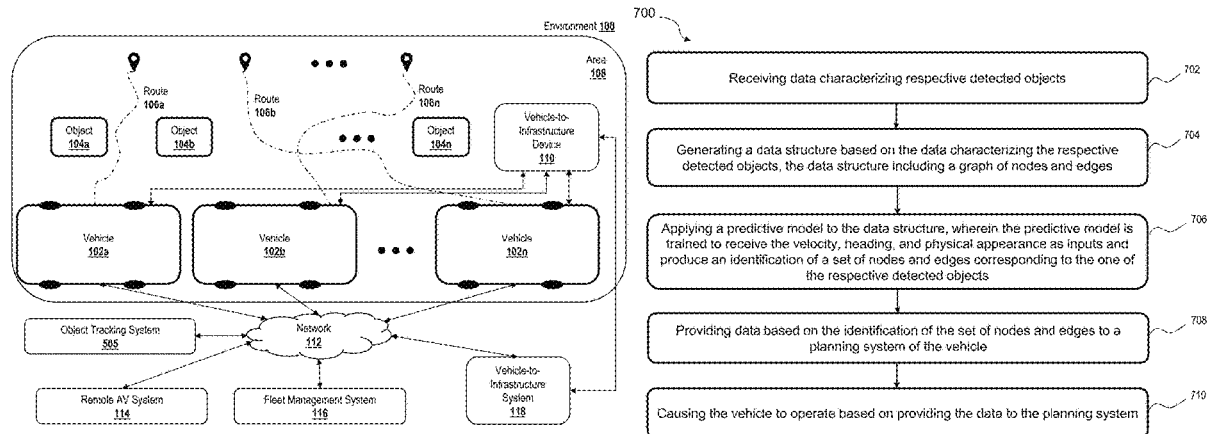 Environment 100
Area
108
Route
106a
Route
106b
Route
106n
Object
104a
Object
104b
Object
104n
Vehicle-to-
Infrastructure
Device
110
Vehicle
102a
Vehicle
102b
Vehicle
102n
Network
112
Object Tracking System
505
Remote AV System
114
Fleet Management System
116
Vehicle-to-
Infrastructure
System
118
700
Receiving data characterizing respective detected objects
702
Generating a data structure based on the data characterizing the respective
detected objects, the data structure including a graph of nodes and edges
704
Applying a predictive model to the data structure, wherein the predictive model is
trained to receive the velocity, heading, and physical appearance as inputs and
produce an identification of a set of nodes and edges corresponding to the one of
the respective detected objects
706
Providing data based on the identification of the set of nodes and edges to a
planning system of the vehicle
708
Causing the vehicle to operate based on providing the data to the planning system
710